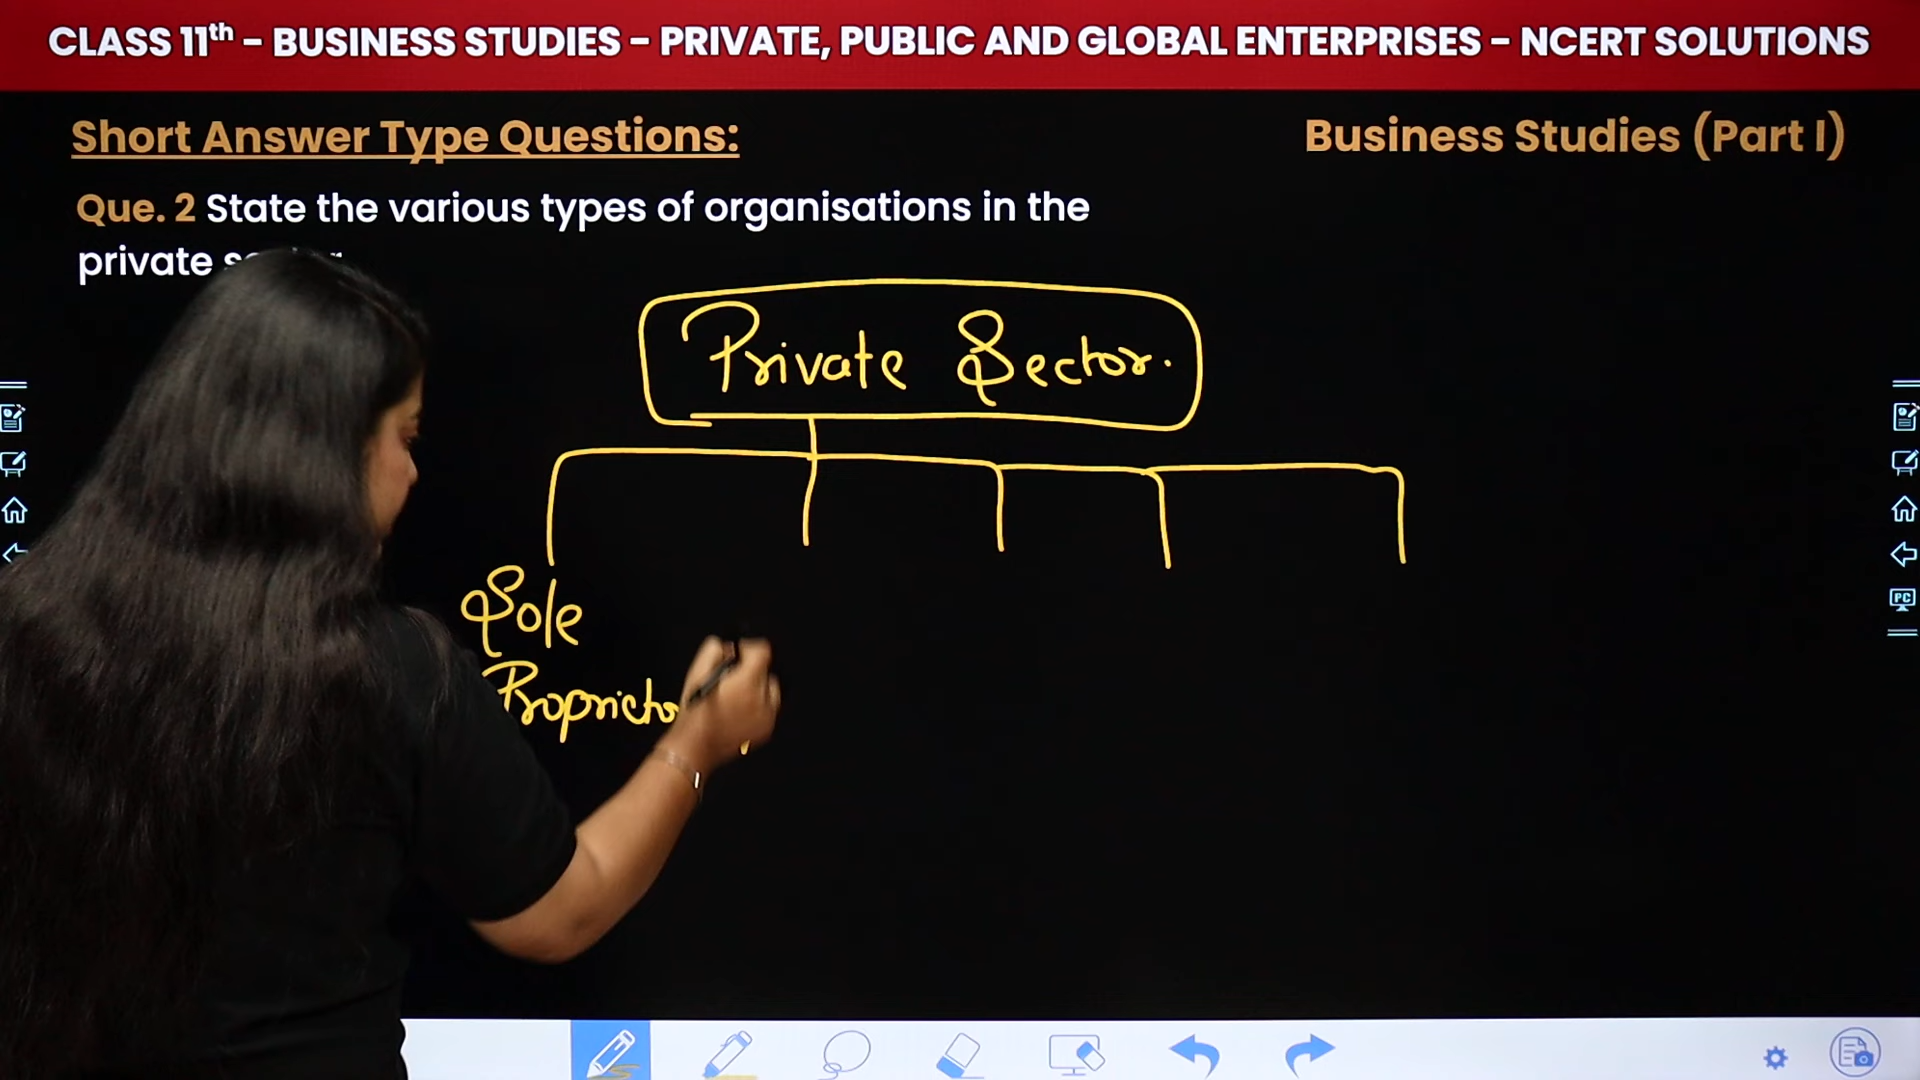 CLASS 11th - BUSINESS STUDIES - PRIVATE, PUBLIC AND GLOBAL ENTERPRISES - NCERT SOLUTIONS
Short Answer Type Questions:
Business Studies (Part I)
Que. 2 State the various types of organisations in the
private
Private Sector.
Sole
PC